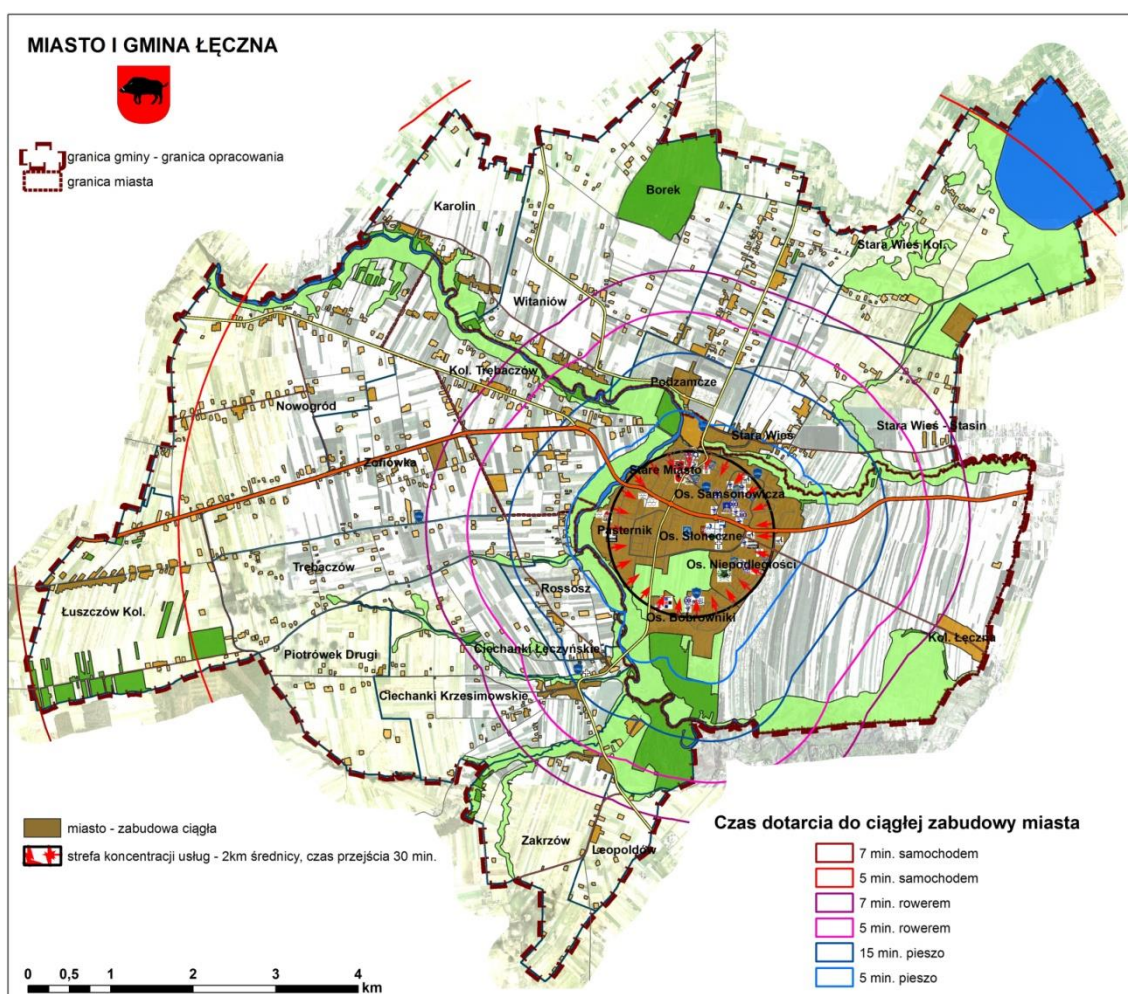 MIASTO I GMINA ŁĘCZNA
granica gminy - granica opracowania
granica miasta
Karolin
Borek
Stara Wieś Kol.
Witaniów
Kol. Trębaczów
Podzamcze
Nowogród
Stara Wieś
Stara Wieś - Stasin
Zofiówka
Stare Miasto
Os. Samsonowicza
Pasternik
Os. Słoneczne
Trębaczów
Os. Niepodległości
Rossosz
Łuszczów Kol.
Os. Bobrowniki
Kol. Łęczna
Piotrówek Drugi
Ciechanki Łęczyńskie
Ciechanki Krzesimowskie
Zakrzów
Leopoldów
miasto - zabudowa ciągła
strefa koncentracji usług - 2km średnicy, czas przejścia 30 min.
Czas dotarcia do ciągłej zabudowy miasta
7 min. samochodem
5 min. samochodem
7 min. rowerem
5 min. rowerem
15 min. pieszo
5 min. pieszo
0 0,5 1 2 3 4
km